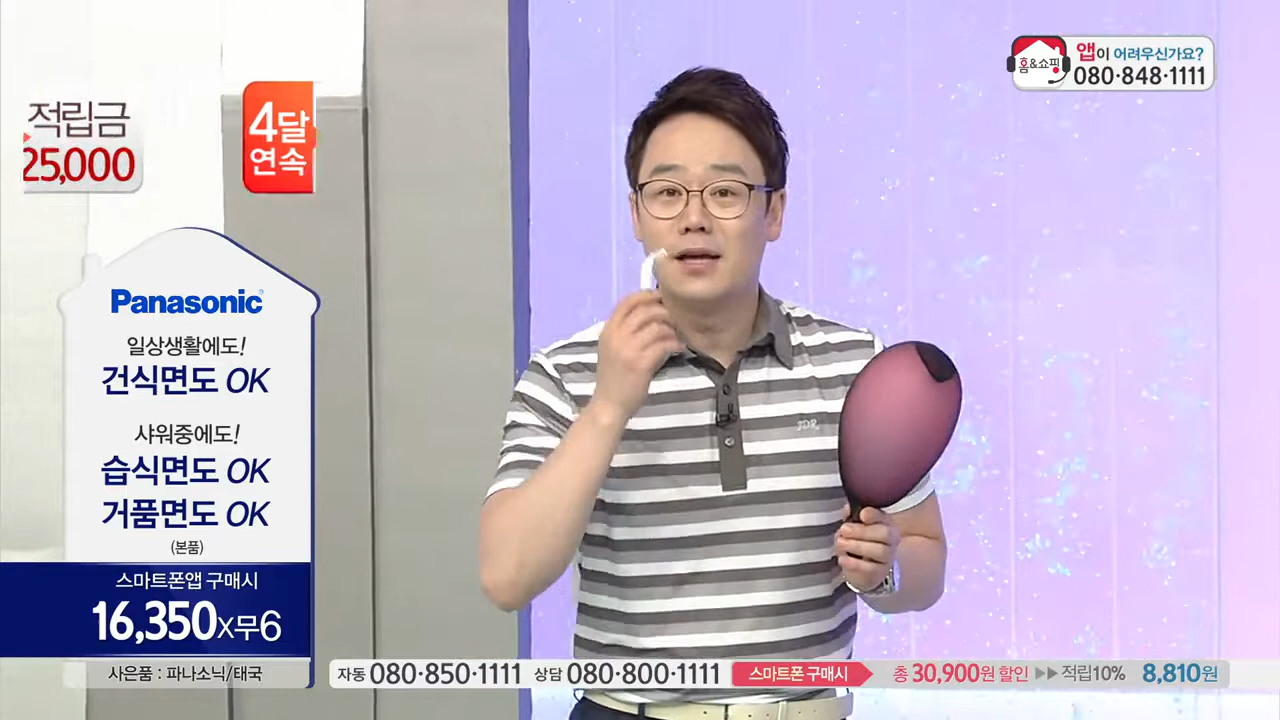 적립금
25,000
4달
연속
홈&쇼핑
앱이 어려우신가요?
080·848·1111
Panasonic
일상생활에도!
건식면도 OK
샤워중에도!
습식면도 OK
거품면도 OK
(본품)
스마트폰앱 구매시
16,350X무6
사은품 : 파나소닉/태국
자동 080·850·1111 상담 080·800·1111 스마트폰 구매시 총 30,900원 할인 ▶▶ 적립10% 8,810원
JDR